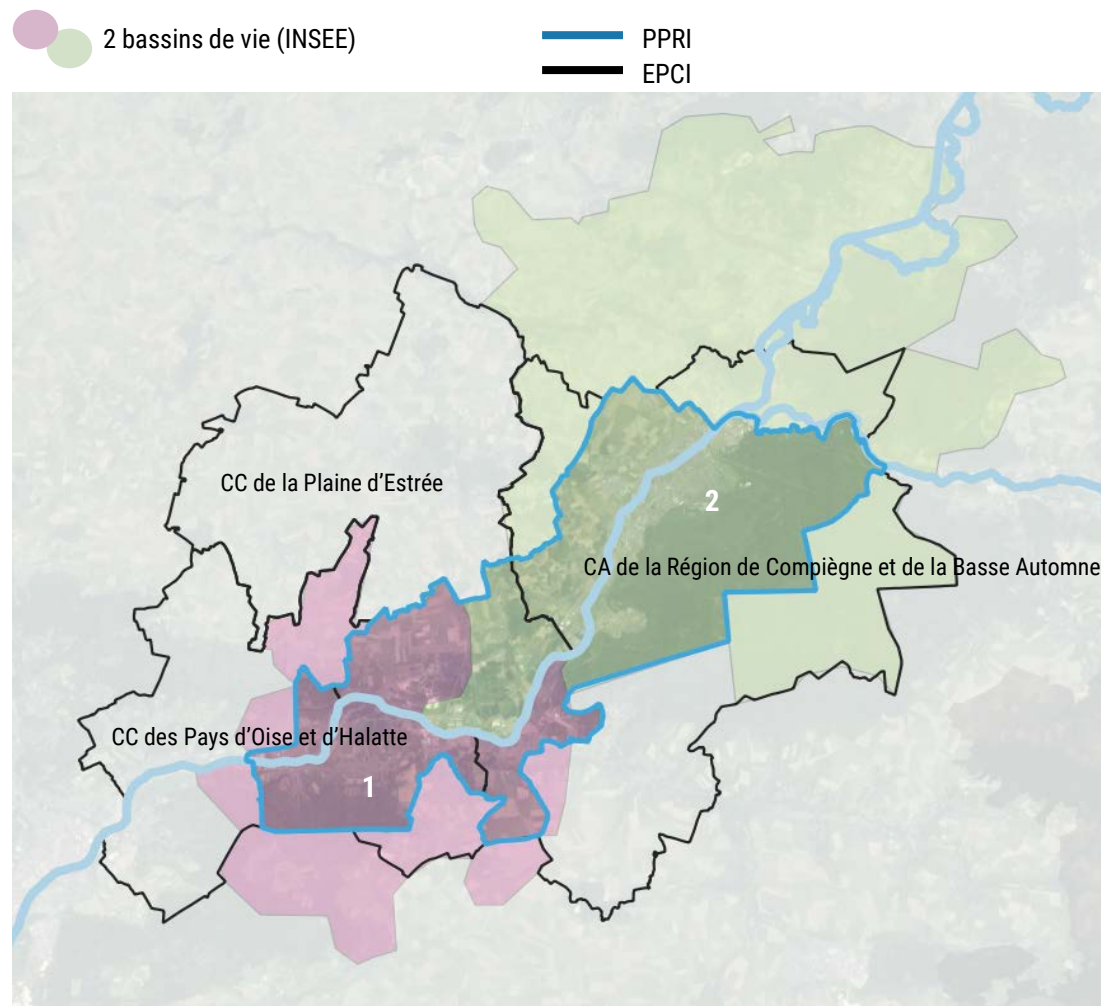 2 bassins de vie (INSEE)
PPRI
EPCI
CC de la Plaine d'Estrée
2
CA de la Région de Compiègne et de la Basse Automne
CC des Pays d'Oise et d'Halatte
1